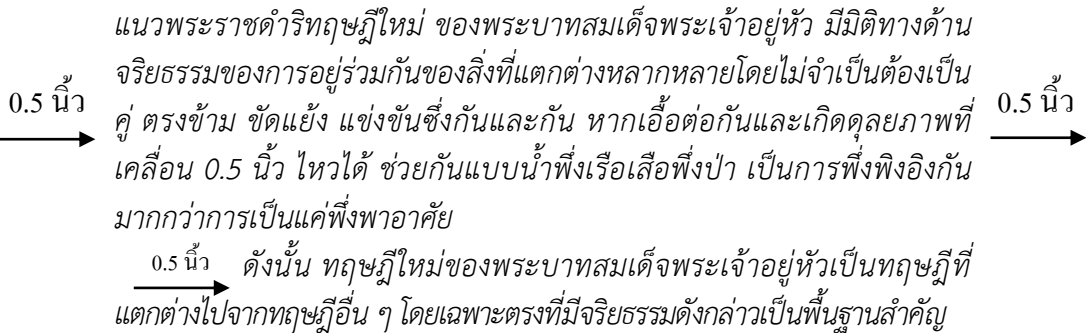 แนวพระราชดำริทฤษฎีใหม่ ของพระบาทสมเด็จพระเจ้าอยู่หัว มีมิติทางด้าน
จริยธรรมของการอยู่ร่วมกันของสิ่งที่แตกต่างหลากหลายโดยไม่จำเป็นต้องเป็น
0.5 นิ้ว
คู่ ตรงข้าม ขัดแย้ง แข่งขันซึ่งกันและกัน หากเอื้อต่อกันและเกิดดุลยภาพที่
0.5 นิ้ว
เคลื่อน 0.5 นิ้ว ไหวได้ ช่วยกันแบบน้ำพึ่งเรือเสือพึ่งป่า เป็นการพึ่งพิงอิงกัน
มากกว่าการเป็นแค่พึ่งพาอาศัย
0.5 นิ้ว ดังนั้น ทฤษฎีใหม่ของพระบาทสมเด็จพระเจ้าอยู่หัวเป็นทฤษฎีที่
แตกต่างไปจากทฤษฎีอื่น ๆ โดยเฉพาะตรงที่มีจริยธรรมดังกล่าวเป็นพื้นฐานสำคัญ